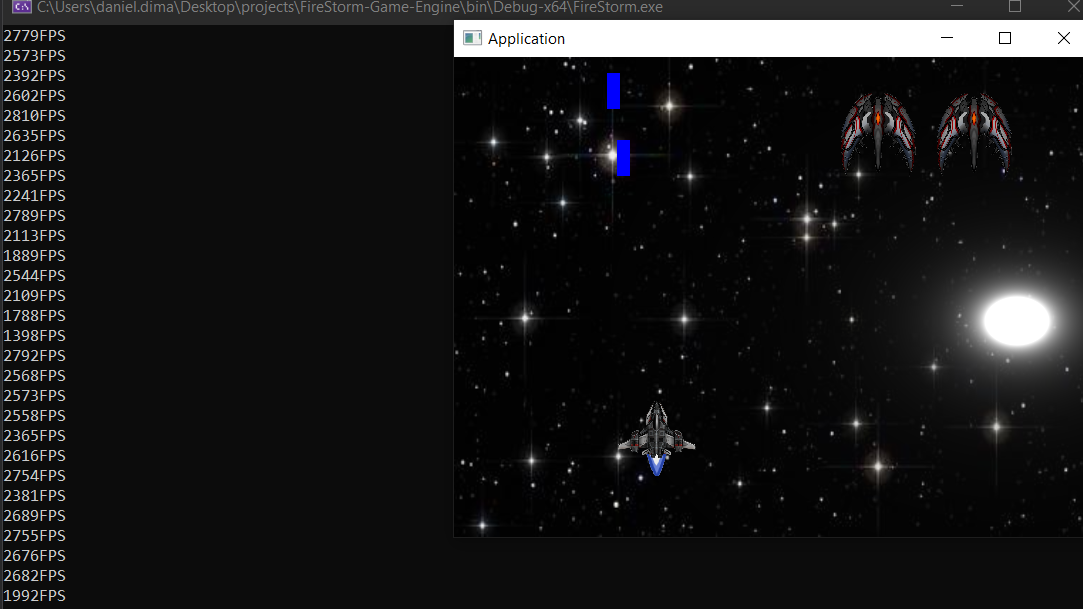 C:\Users\daniel.dima\Desktop\projects\FireStorm-Game-Engine\bin\Debug-x64\FireStorm.exe
Application
2779FPS
2573FPS
2392FPS
2602FPS
2810FPS
2635FPS
2126FPS
2365FPS
2241FPS
2789FPS
2113FPS
1889FPS
2544FPS
2109FPS
1788FPS
1398FPS
2792FPS
2568FPS
2573FPS
2558FPS
2365FPS
2616FPS
2754FPS
2381FPS
2689FPS
2755FPS
2676FPS
2682FPS
1992FPS